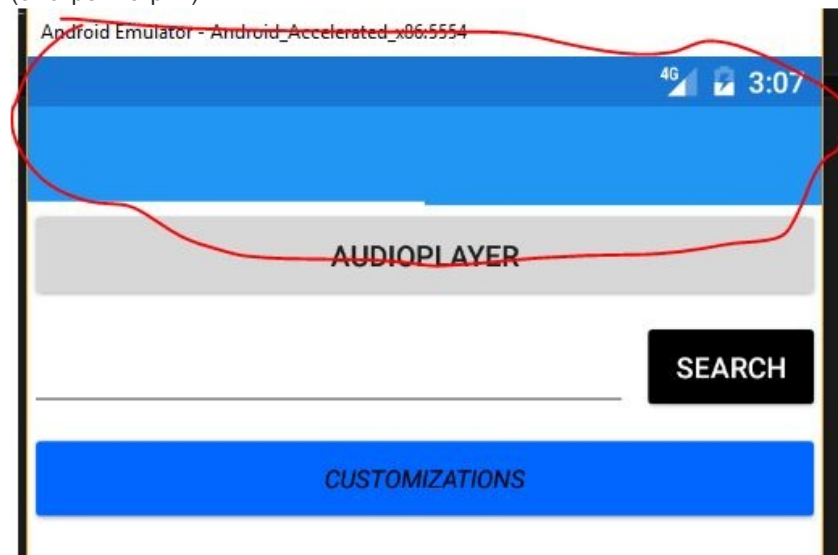 Android Emulator - Android_Accelerated_x86:5554
4G 3:07
AUDIOPLAYER
SEARCH
CUSTOMIZATIONS